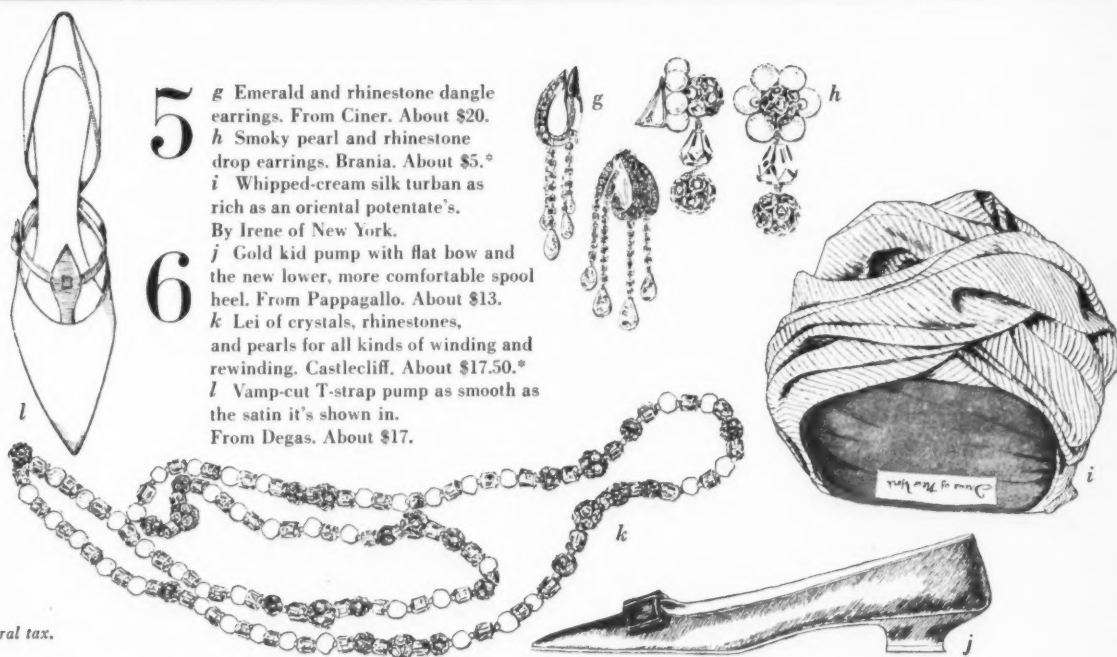 5
g Emerald and rhinestone dangle
earrings. From Ciner. About $20.
h Smoky pearl and rhinestone
drop earrings. Brania. About $5.*
i Whipped-cream silk turban as
rich as an oriental potentate's.
By Irene of New York.
6
j Gold kid pump with flat bow and
the new lower, more comfortable spool
heel. From Pappagallo. About $13.
k Lei of crystals, rhinestones,
and pearls for all kinds of winding and
rewinding. Castlecliff. About $17.50.*
l Vamp-cut T-strap pump as smooth as
the satin it's shown in.
From Degas. About $17.
g
h
i
Irene of New York
l
k
j
ral tax.